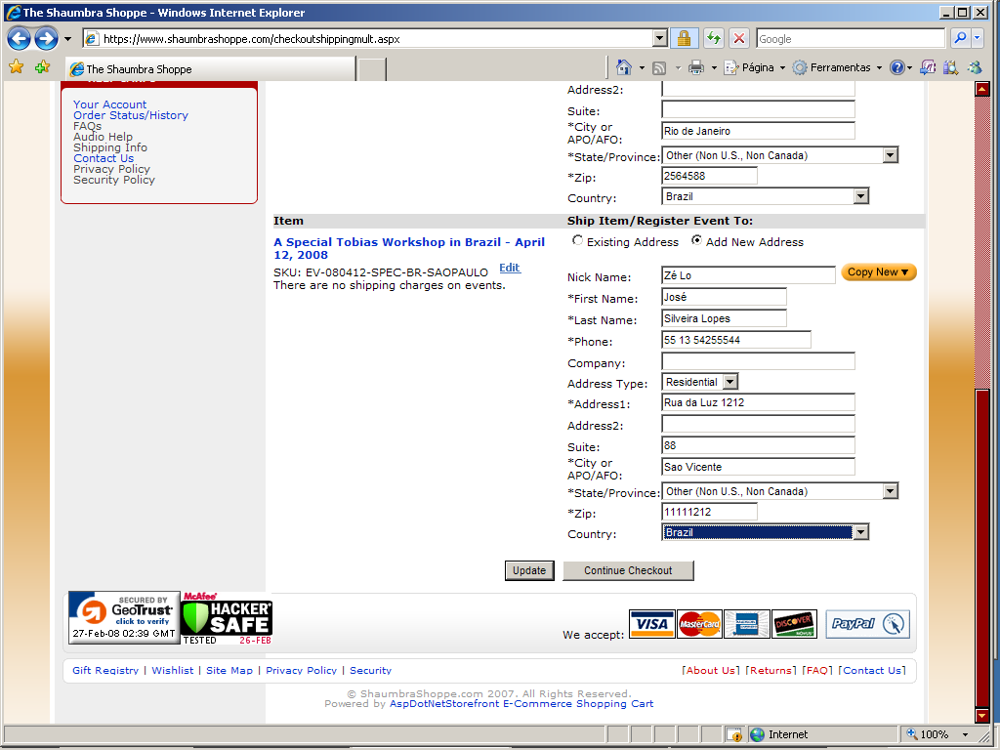 The Shaumbra Shoppe - Windows Internet Explorer
https://www.shaumbrashoppe.com/checkoutshippingmult.aspx
Google
The Shaumbra Shoppe
Página
Ferramentas
Your Account
Order Status/History
FAQs
Audio Help
Shipping Info
Contact Us
Privacy Policy
Security Policy
Address2:
Suite:
*City or APO/AFO: Rio de Janeiro
*State/Province: Other (Non U.S., Non Canada)
*Zip: 2564588
Country: Brazil
Item
Ship Item/Register Event To:
A Special Tobias Workshop in Brazil - April
12, 2008
SKU: EV-080412-SPEC-BR-SAOPAULO Edit
There are no shipping charges on events.
Existing Address Add New Address
Nick Name: Zé Lo Copy New ▼
*First Name: José
*Last Name: Silveira Lopes
*Phone: 55 13 54255544
Company:
Address Type: Residential
*Address1: Rua da Luz 1212
Address2:
Suite: 88
*City or
APO/AFO: Sao Vicente
*State/Province: Other (Non U.S., Non Canada)
*Zip: 11111212
Country: Brazil
Update Continue Checkout
SECURED BY
GeoTrust
click to verify
27-Feb-08 02:39 GMT
McAfee
HACKER
SAFE
TESTED 26-FEB
We accept: VISA MasterCard DISCOVER PayPal
Gift Registry | Wishlist | Site Map | Privacy Policy | Security
[About Us] [Returns] [FAQ] [Contact Us]
© ShaumbraShoppe.com 2007. All Rights Reserved.
Powered by AspDotNetStorefront E-Commerce Shopping Cart
Internet
100%